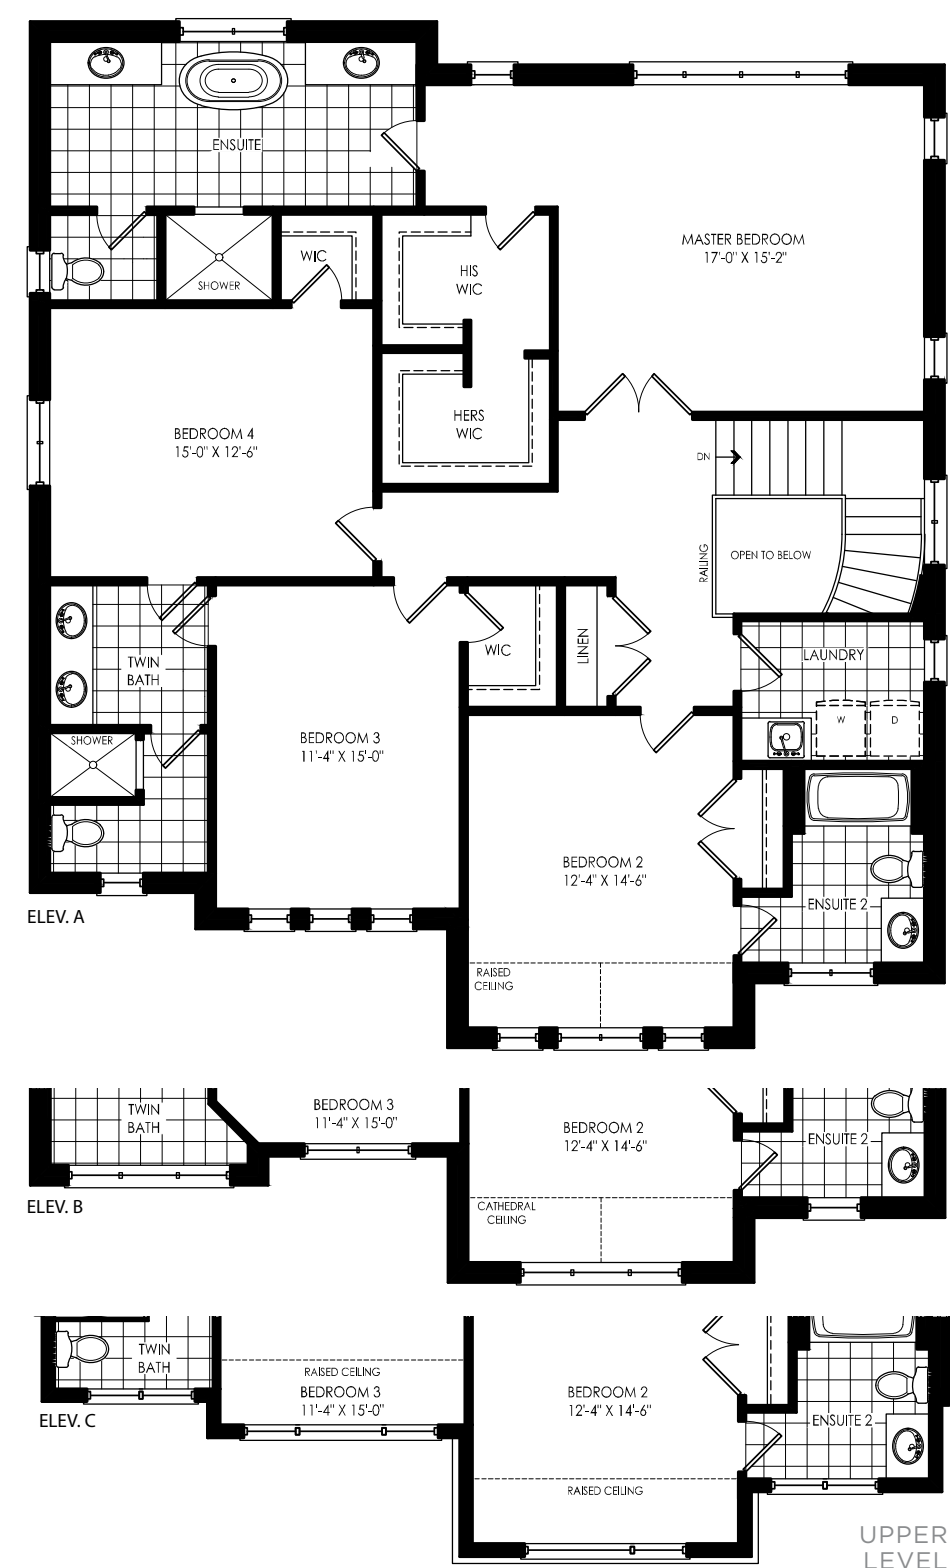 ENSUITE
MASTER BEDROOM
17'-0" X 15'-2"
WIC
HIS
WIC
SHOWER
HERS
WIC
BEDROOM 4
15'-0" X 12'-6"
DN
RAILING
OPEN TO BELOW
LINEN
WIC
LAUNDRY
TWIN
BATH
W
D
SHOWER
BEDROOM 3
11'-4" X 15'-0"
BEDROOM 2
12'-4" X 14'-6"
ENSUITE 2
ELEV. A
RAISED
CEILING
TWIN
BATH
BEDROOM 3
11'-4" X 15'-0"
BEDROOM 2
12'-4" X 14'-6"
ENSUITE 2
ELEV. B
CATHEDRAL
CEILING
TWIN
BATH
RAISED CEILING
BEDROOM 3
11'-4" X 15'-0"
BEDROOM 2
12'-4" X 14'-6"
ENSUITE 2
ELEV. C
RAISED CEILING
UPPER
LEVEL